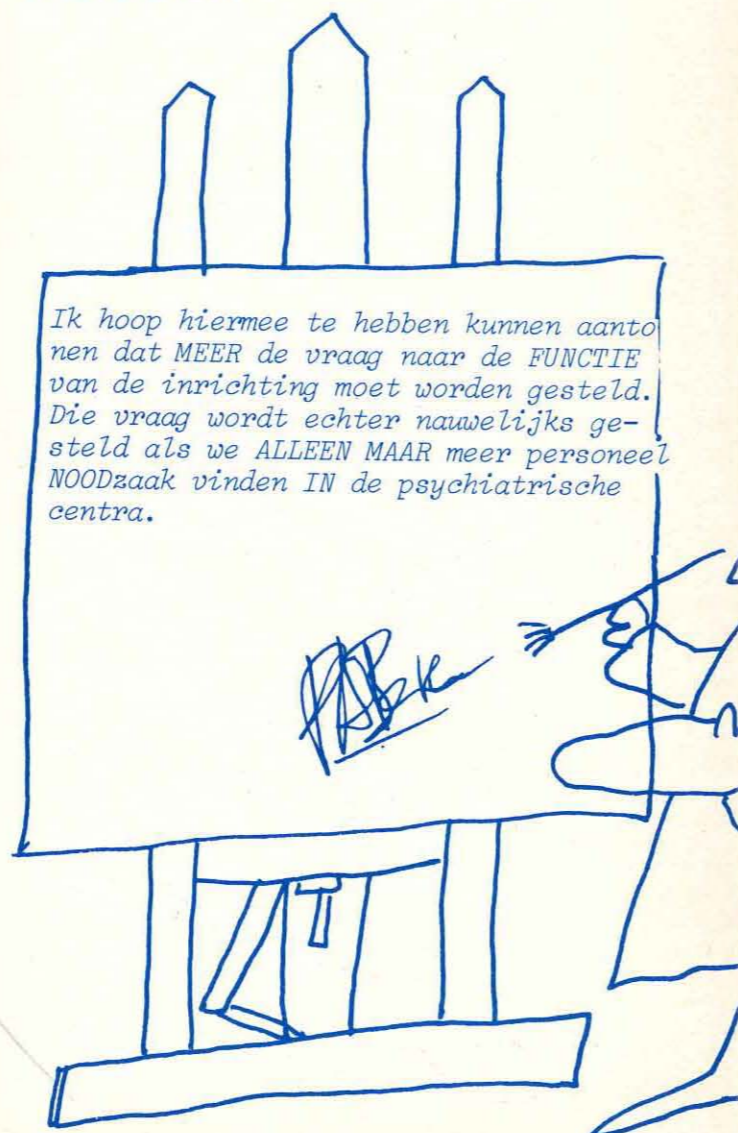 Ik hoop hiermee te hebben kunnen aanto
nen dat MEER de vraag naar de FUNCTIE
van de inrichting moet worden gesteld.
Die vraag wordt echter nauwelijks ge-
steld als we ALLEEN MAAR meer personeel
NOODzaak vinden IN de psychiatrische
centra.